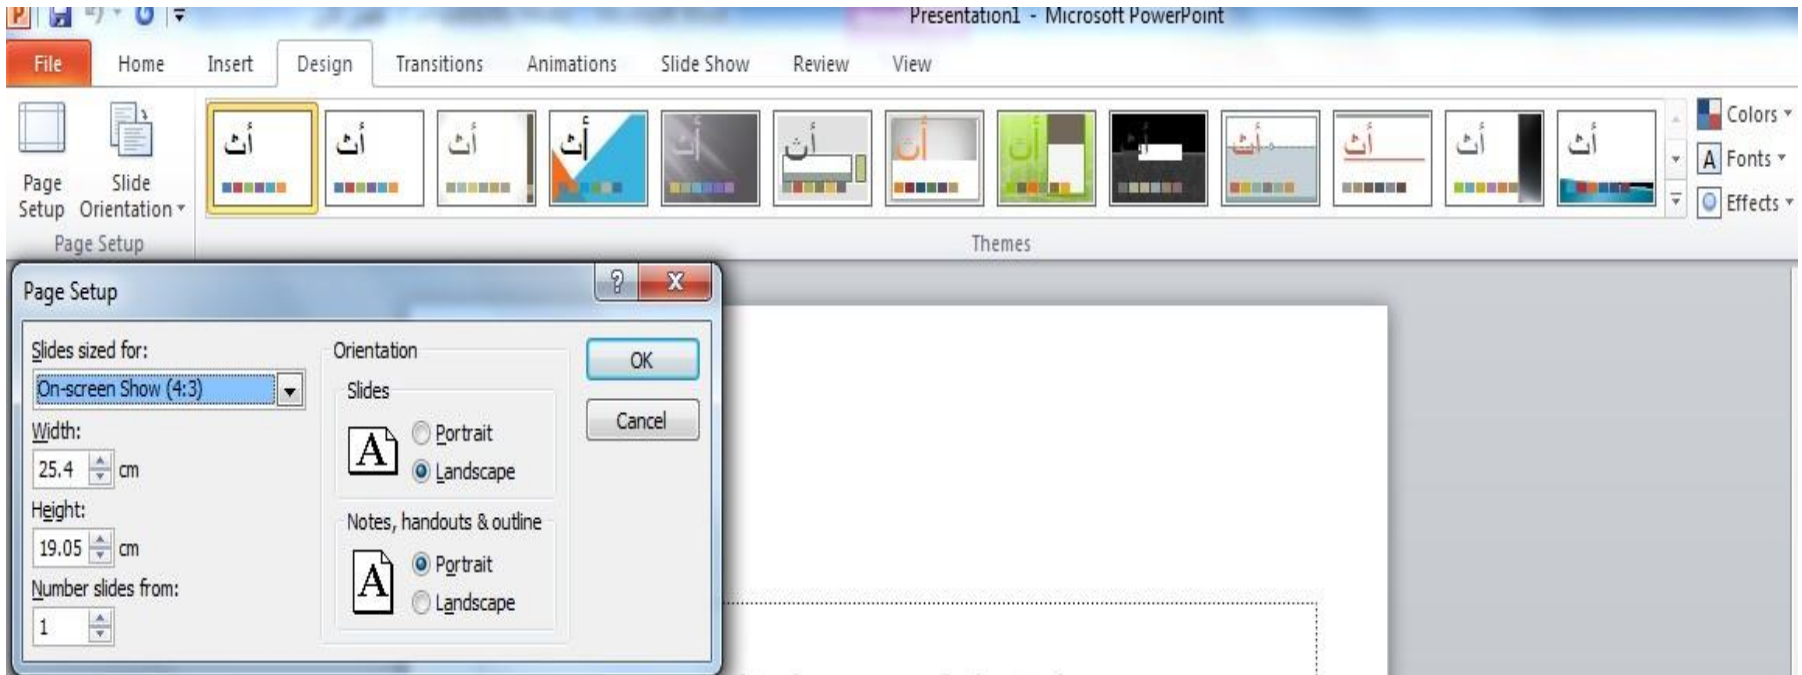 Presentation1 - Microsoft PowerPoint
File Home Insert Design Transitions Animations Slide Show Review View
Page Setup
Slide Orientation
أث أث أث أث أث أث أث أث أث أث أث أث أث
Colors
Fonts
Effects
Page Setup
Themes
Page Setup
Slides sized for:
On-screen Show (4:3)
Width:
25.4 cm
Height:
19.05 cm
Number slides from:
1
Orientation
Slides
A
Portrait
Landscape
Notes, handouts & outline
A
Portrait
Landscape
OK
Cancel